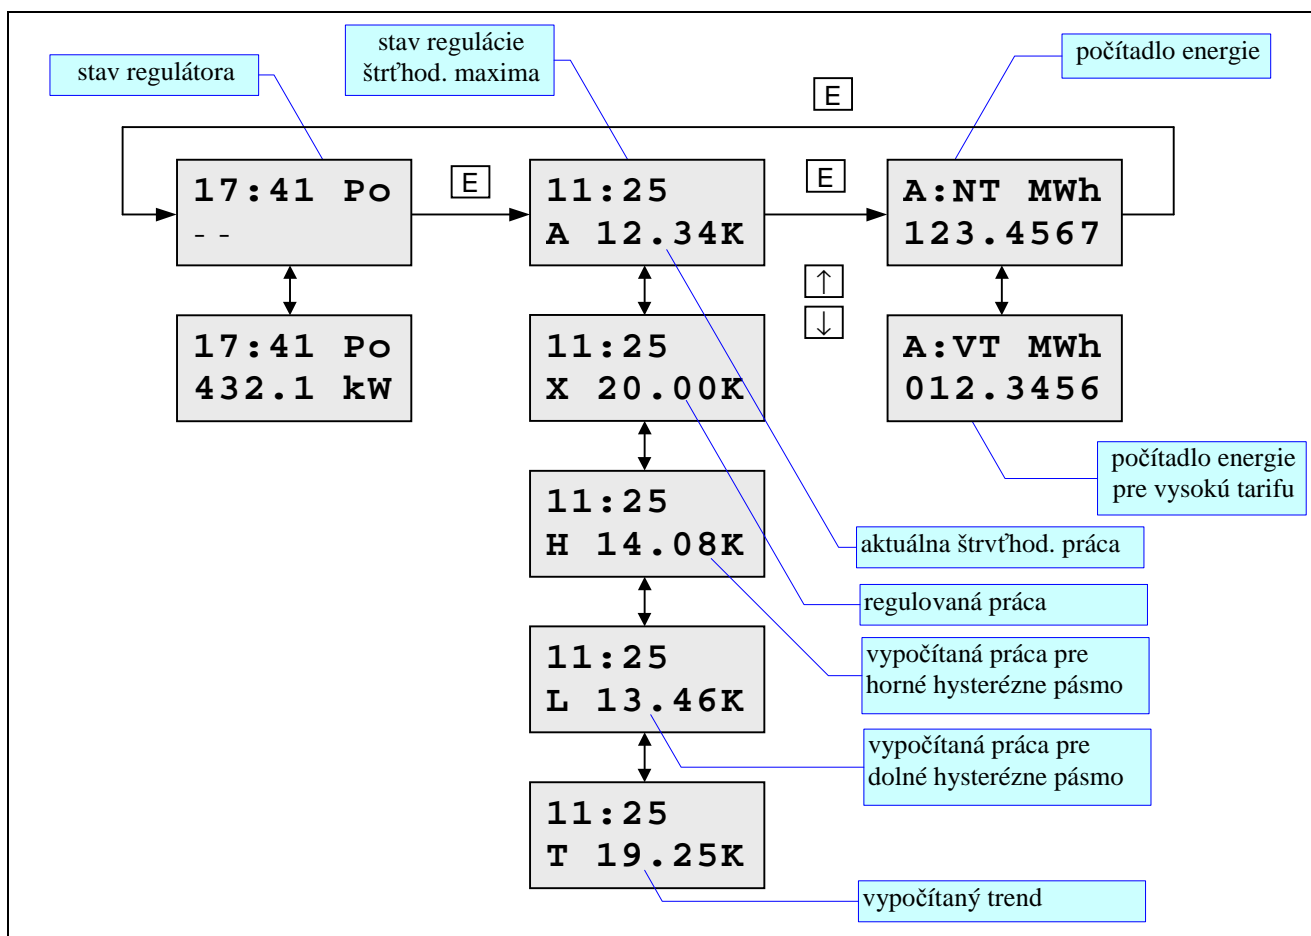 stav regulátora
stav regulácie
štrťhod. maxima
počítadlo energie
E
17:41 Po
- -
E
11:25
A 12.34K
E
A:NT MWh
123.4567
↑
↓
17:41 Po
432.1 kW
11:25
X 20.00K
A:VT MWh
012.3456
počítadlo energie
pre vysokú tarifu
11:25
H 14.08K
aktuálna štrvťhod. práca
regulovaná práca
11:25
L 13.46K
vypočítaná práca pre
horné hysterézne pásmo
vypočítaná práca pre
dolné hysterézne pásmo
11:25
T 19.25K
vypočítaný trend